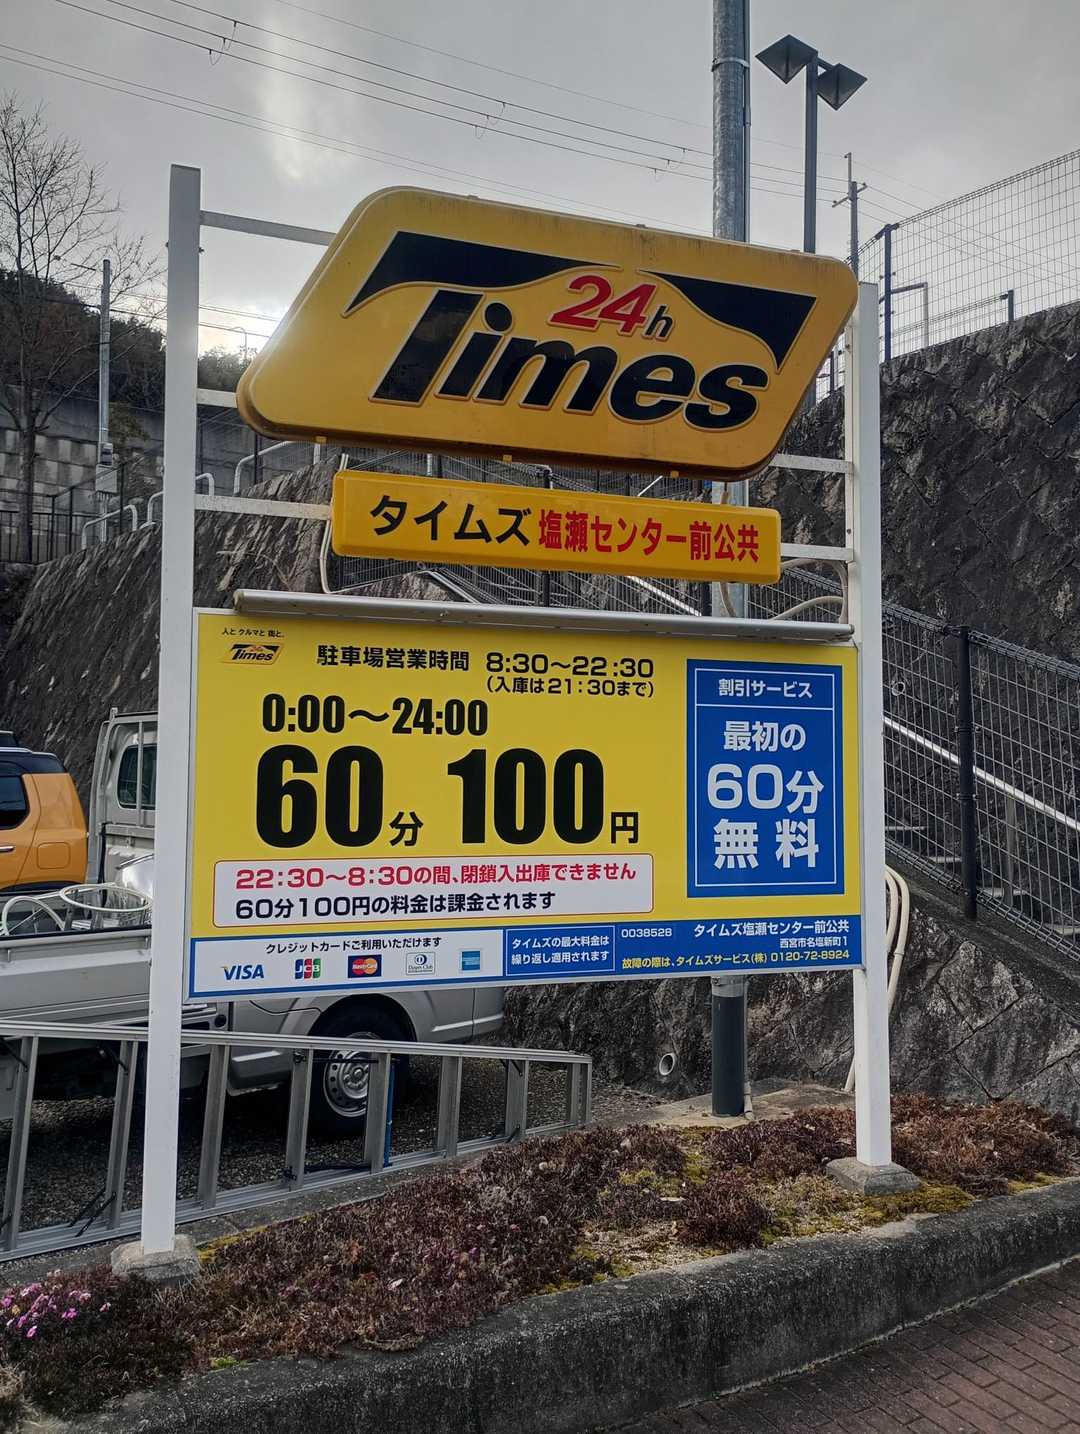 24h
Times
タイムズ 塩瀬センター前公共
人と クルマと 街と。
Times
駐車場営業時間 8:30〜22:30
(入庫は21:30まで)
0:00〜24:00
60分 100円
22:30〜8:30の間、閉鎖入出庫できません
60分100円の料金は課金されます
割引サービス
最初の
60分
無料
クレジットカードご利用いただけます
VISA
JCB
MasterCard
Diners Club
タイムズの最大料金は
繰り返し適用されます
0038528
タイムズ塩瀬センター前公共
西宮市名塩新町1
故障の際は、タイムズサービス(株) 0120-72-8924